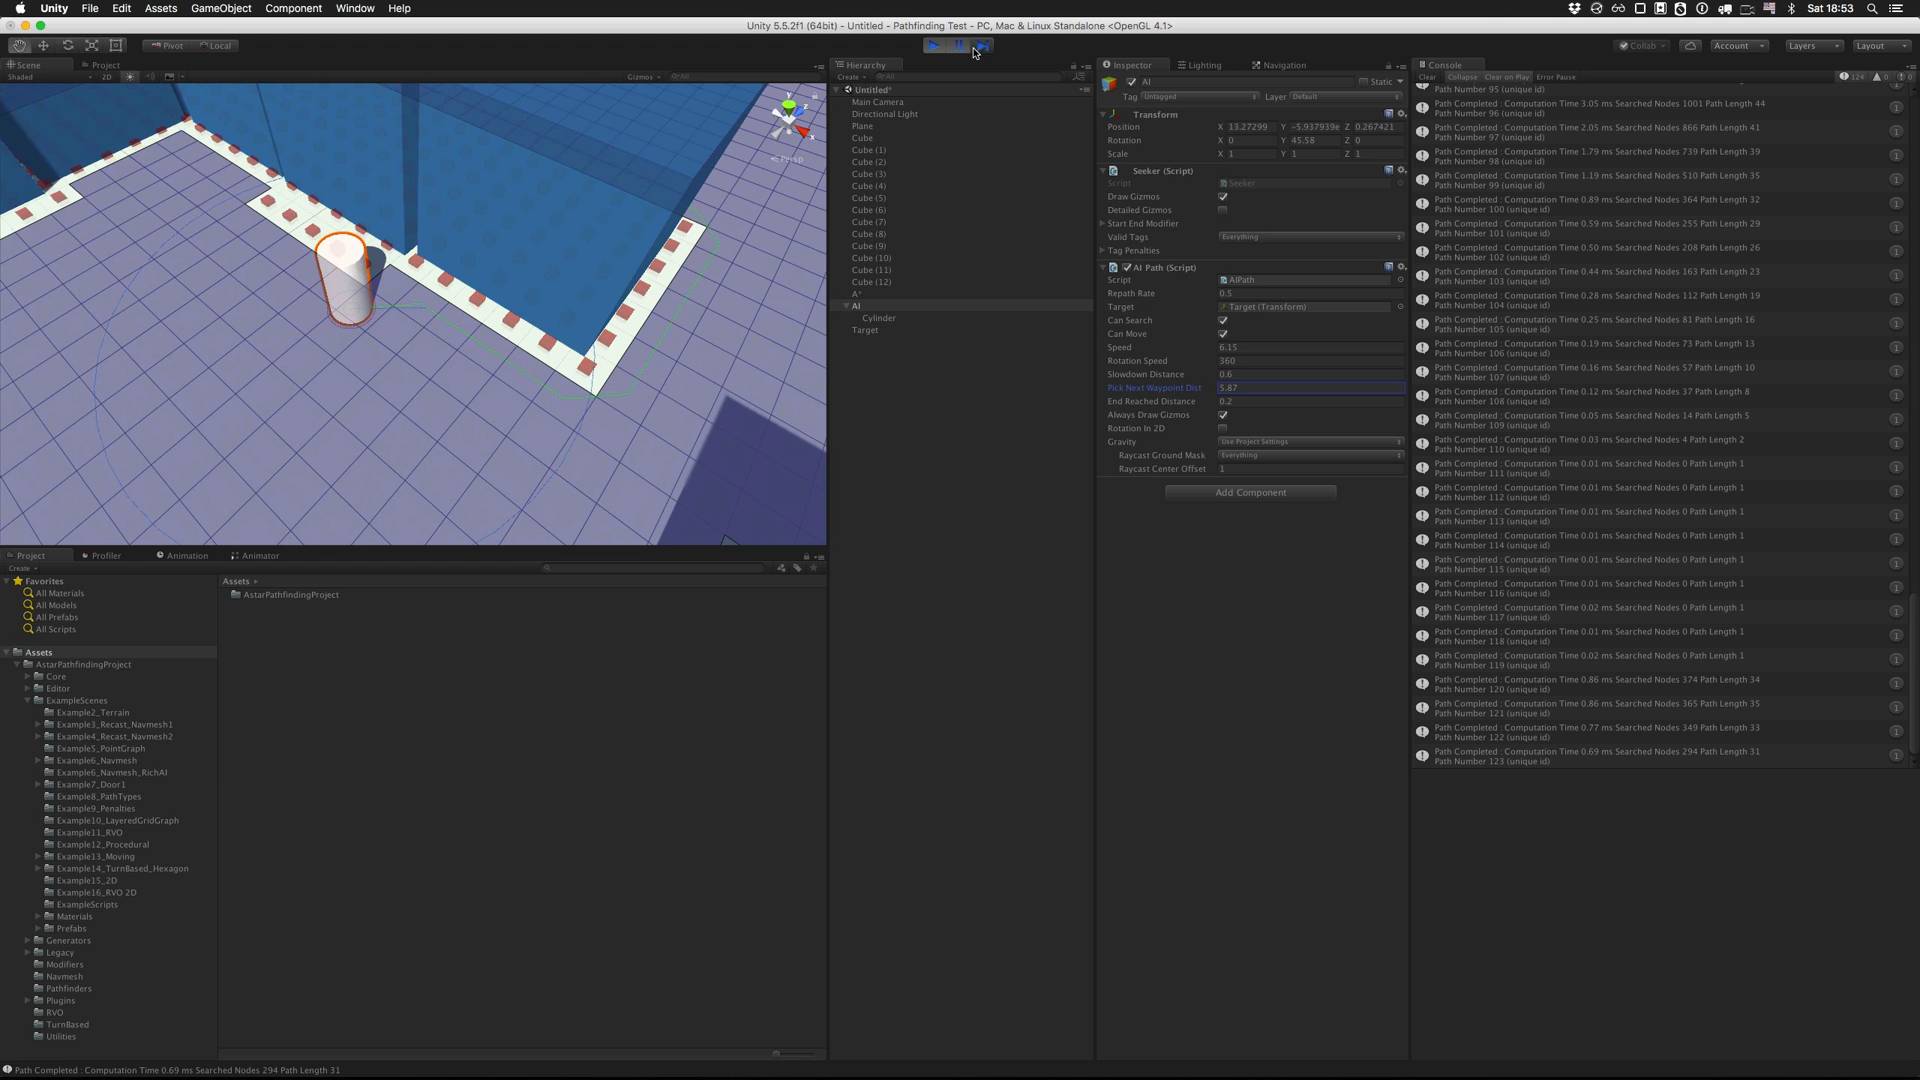 Unity File Edit Assets GameObject Component Window Help
Sat 18:53
Unity 5.5.2f1 (64bit) - Untitled - Pathfinding Test - PC, Mac & Linux Standalone <OpenGL 4.1>
Pivot Local
Collab Account Layers Layout
Scene Project
Shaded 2D Gizmos All
y
z
x
Persp
Project Profiler Animation Animator
Create
Favorites
All Materials
All Models
All Prefabs
All Scripts
Assets
AstarPathfindingProject
Core
Editor
ExampleScenes
Example2_Terrain
Example3_Recast_Navmesh1
Example4_Recast_Navmesh2
Example5_PointGraph
Example6_Navmesh
Example6_Navmesh_RichAI
Example7_Door1
Example8_PathTypes
Example9_Penalties
Example10_LayeredGridGraph
Example11_RVO
Example12_Procedural
Example13_Moving
Example14_TurnBased_Hexagon
Example15_2D
Example16_RVO 2D
ExampleScripts
Materials
Prefabs
Generators
Legacy
Modifiers
Navmesh
Pathfinders
Plugins
RVO
TurnBased
Utilities
Assets
AstarPathfindingProject
Path Completed : Computation Time 0.69 ms Searched Nodes 294 Path Length 31
Hierarchy
Create All
Untitled*
Main Camera
Directional Light
Plane
Cube
Cube (1)
Cube (2)
Cube (3)
Cube (4)
Cube (5)
Cube (6)
Cube (7)
Cube (8)
Cube (9)
Cube (10)
Cube (11)
Cube (12)
A*
AI
Cylinder
Target
Inspector Lighting Navigation
AI Static
Tag Untagged Layer Default
Transform
Position X 13.27299 Y -5.937939e Z 0.267421
Rotation X 0 Y 45.58 Z 0
Scale X 1 Y 1 Z 1
Seeker (Script)
Script Seeker
Draw Gizmos
Detailed Gizmos
Start End Modifier
Valid Tags Everything
Tag Penalties
AI Path (Script)
Script AIPath
Repath Rate 0.5
Target Target (Transform)
Can Search
Can Move
Speed 6.15
Rotation Speed 360
Slowdown Distance 0.6
Pick Next Waypoint Dist 5.87
End Reached Distance 0.2
Always Draw Gizmos
Rotation In 2D
Gravity Use Project Settings
Raycast Ground Mask Everything
Raycast Center Offset 1
Add Component
Console
Clear Collapse Clear on Play Error Pause 124 0 0
Path Number 95 (unique id)
Path Completed : Computation Time 3.05 ms Searched Nodes 1001 Path Length 44
Path Number 96 (unique id) 1
Path Completed : Computation Time 2.05 ms Searched Nodes 866 Path Length 41
Path Number 97 (unique id) 1
Path Completed : Computation Time 1.79 ms Searched Nodes 739 Path Length 39
Path Number 98 (unique id) 1
Path Completed : Computation Time 1.19 ms Searched Nodes 510 Path Length 35
Path Number 99 (unique id) 1
Path Completed : Computation Time 0.89 ms Searched Nodes 364 Path Length 32
Path Number 100 (unique id) 1
Path Completed : Computation Time 0.59 ms Searched Nodes 255 Path Length 29
Path Number 101 (unique id) 1
Path Completed : Computation Time 0.50 ms Searched Nodes 208 Path Length 26
Path Number 102 (unique id) 1
Path Completed : Computation Time 0.44 ms Searched Nodes 163 Path Length 23
Path Number 103 (unique id) 1
Path Completed : Computation Time 0.28 ms Searched Nodes 112 Path Length 19
Path Number 104 (unique id) 1
Path Completed : Computation Time 0.25 ms Searched Nodes 81 Path Length 16
Path Number 105 (unique id) 1
Path Completed : Computation Time 0.19 ms Searched Nodes 73 Path Length 13
Path Number 106 (unique id) 1
Path Completed : Computation Time 0.16 ms Searched Nodes 57 Path Length 10
Path Number 107 (unique id) 1
Path Completed : Computation Time 0.12 ms Searched Nodes 37 Path Length 8
Path Number 108 (unique id) 1
Path Completed : Computation Time 0.05 ms Searched Nodes 14 Path Length 5
Path Number 109 (unique id) 1
Path Completed : Computation Time 0.03 ms Searched Nodes 4 Path Length 2
Path Number 110 (unique id) 1
Path Completed : Computation Time 0.01 ms Searched Nodes 0 Path Length 1
Path Number 111 (unique id) 1
Path Completed : Computation Time 0.01 ms Searched Nodes 0 Path Length 1
Path Number 112 (unique id) 1
Path Completed : Computation Time 0.01 ms Searched Nodes 0 Path Length 1
Path Number 113 (unique id) 1
Path Completed : Computation Time 0.01 ms Searched Nodes 0 Path Length 1
Path Number 114 (unique id) 1
Path Completed : Computation Time 0.01 ms Searched Nodes 0 Path Length 1
Path Number 115 (unique id) 1
Path Completed : Computation Time 0.01 ms Searched Nodes 0 Path Length 1
Path Number 116 (unique id) 1
Path Completed : Computation Time 0.02 ms Searched Nodes 0 Path Length 1
Path Number 117 (unique id) 1
Path Completed : Computation Time 0.01 ms Searched Nodes 0 Path Length 1
Path Number 118 (unique id) 1
Path Completed : Computation Time 0.02 ms Searched Nodes 0 Path Length 1
Path Number 119 (unique id) 1
Path Completed : Computation Time 0.86 ms Searched Nodes 374 Path Length 34
Path Number 120 (unique id) 1
Path Completed : Computation Time 0.86 ms Searched Nodes 365 Path Length 35
Path Number 121 (unique id) 1
Path Completed : Computation Time 0.77 ms Searched Nodes 349 Path Length 33
Path Number 122 (unique id) 1
Path Completed : Computation Time 0.69 ms Searched Nodes 294 Path Length 31
Path Number 123 (unique id) 1